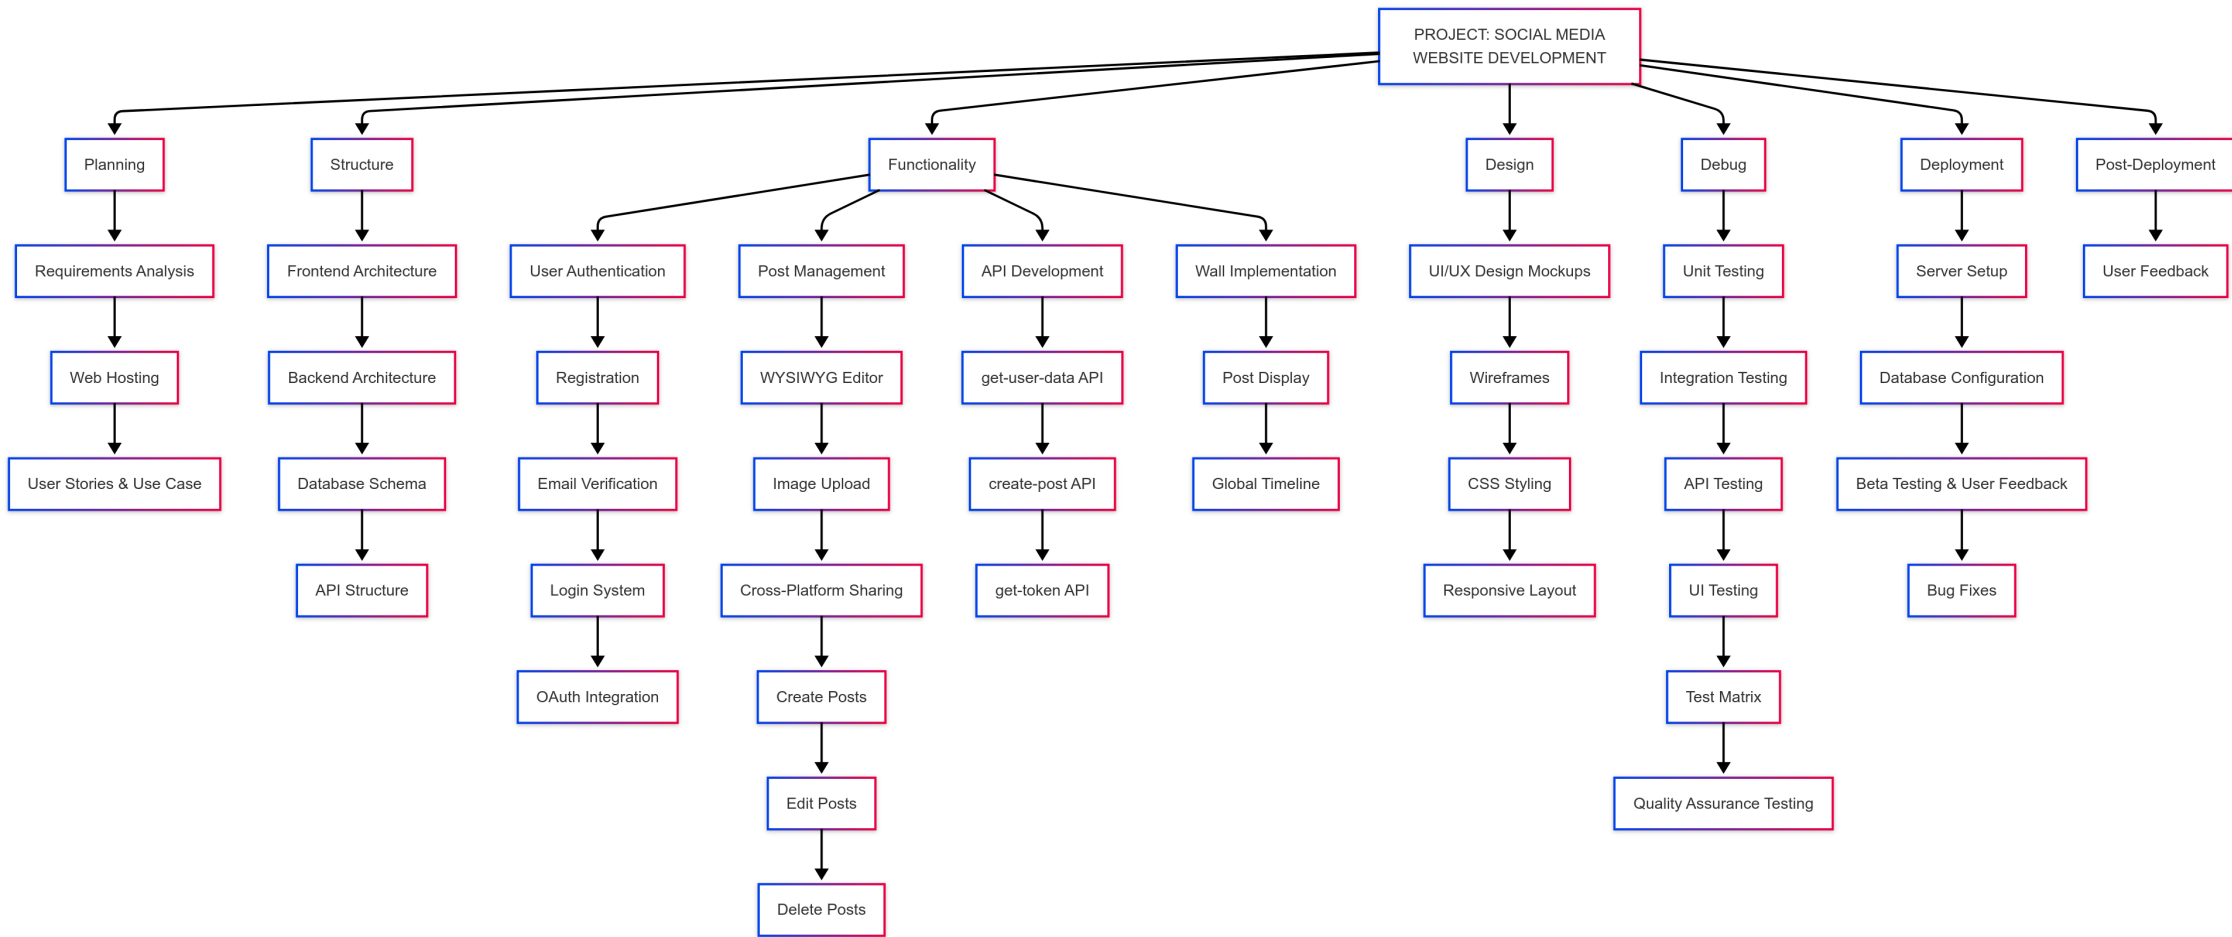 PROJECT: SOCIAL MEDIA
WEBSITE DEVELOPMENT
Planning
Structure
Functionality
Design
Debug
Deployment
Post-Deployment
Requirements Analysis
Frontend Architecture
User Authentication
Post Management
API Development
Wall Implementation
UI/UX Design Mockups
Unit Testing
Server Setup
User Feedback
Web Hosting
Backend Architecture
Registration
WYSIWYG Editor
get-user-data API
Post Display
Wireframes
Integration Testing
Database Configuration
User Stories & Use Case
Database Schema
Email Verification
Image Upload
create-post API
Global Timeline
CSS Styling
API Testing
Beta Testing & User Feedback
API Structure
Login System
Cross-Platform Sharing
get-token API
Responsive Layout
UI Testing
Bug Fixes
OAuth Integration
Create Posts
Test Matrix
Edit Posts
Quality Assurance Testing
Delete Posts